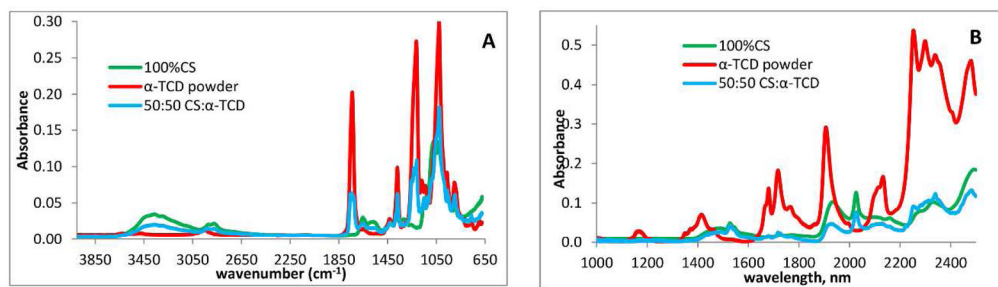 0.30
A
0.25
100%CS
α-TCD powder
50:50 CS:α-TCD
0.20
0.15
0.10
0.05
0.00
Absorbance
3850 3450 3050 2650 2250 1850 1450 1050 650
wavenumber (cm-1)
B
0.5
100%CS
α-TCD powder
50:50 CS:α-TCD
0.4
0.3
0.2
0.1
0.0
Absorbance
1000 1200 1400 1600 1800 2000 2200 2400
wavelength, nm